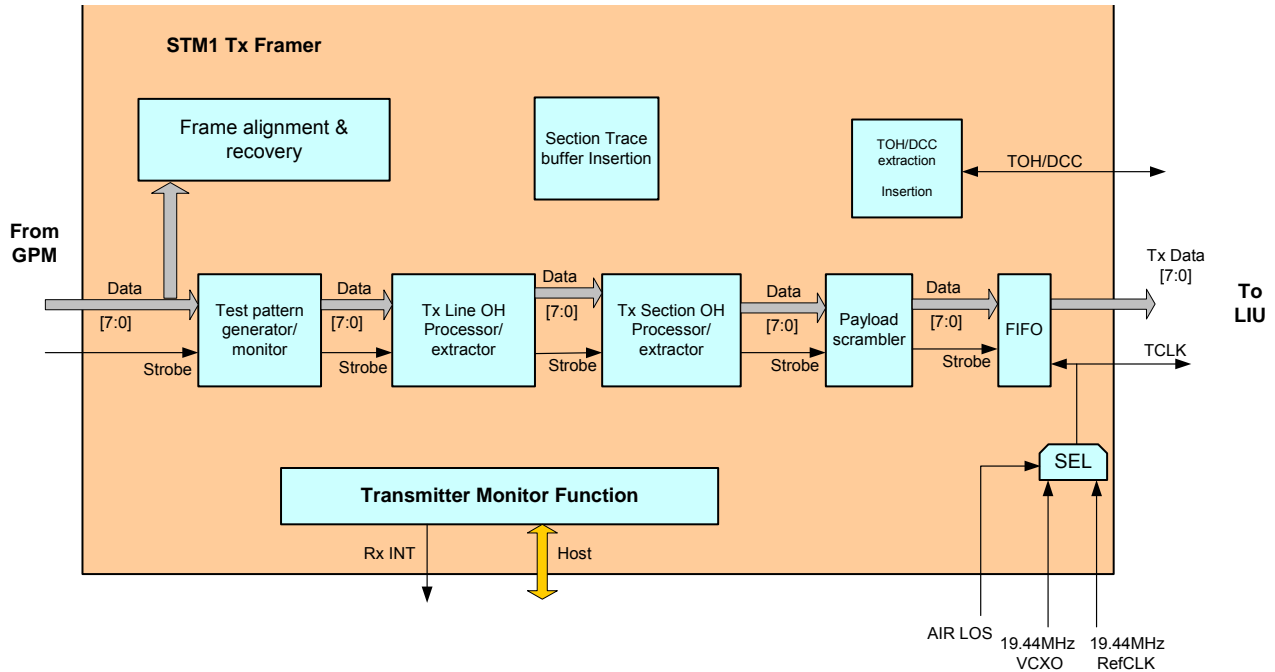 STM1 Tx Framer
Frame alignment &
recovery
Section Trace
buffer Insertion
TOH/DCC
extraction
Insertion
TOH/DCC
From
GPM
Data
[7:0]
Strobe
Test pattern
generator/
monitor
Data
[7:0]
Strobe
Tx Line OH
Processor/
extractor
Data
[7:0]
Strobe
Tx Section OH
Processor/
extractor
Data
[7:0]
Strobe
Payload
scrambler
Data
[7:0]
Strobe
FIFO
Tx Data
[7:0]
To
LIU
TCLK
SEL
Transmitter Monitor Function
Rx INT
Host
AIR LOS
19.44MHz
VCXO
19.44MHz
RefCLK